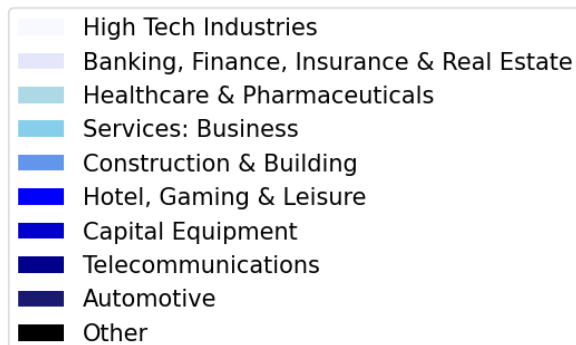 High Tech Industries
Banking, Finance, Insurance & Real Estate
Healthcare & Pharmaceuticals
Services: Business
Construction & Building
Hotel, Gaming & Leisure
Capital Equipment
Telecommunications
Automotive
Other